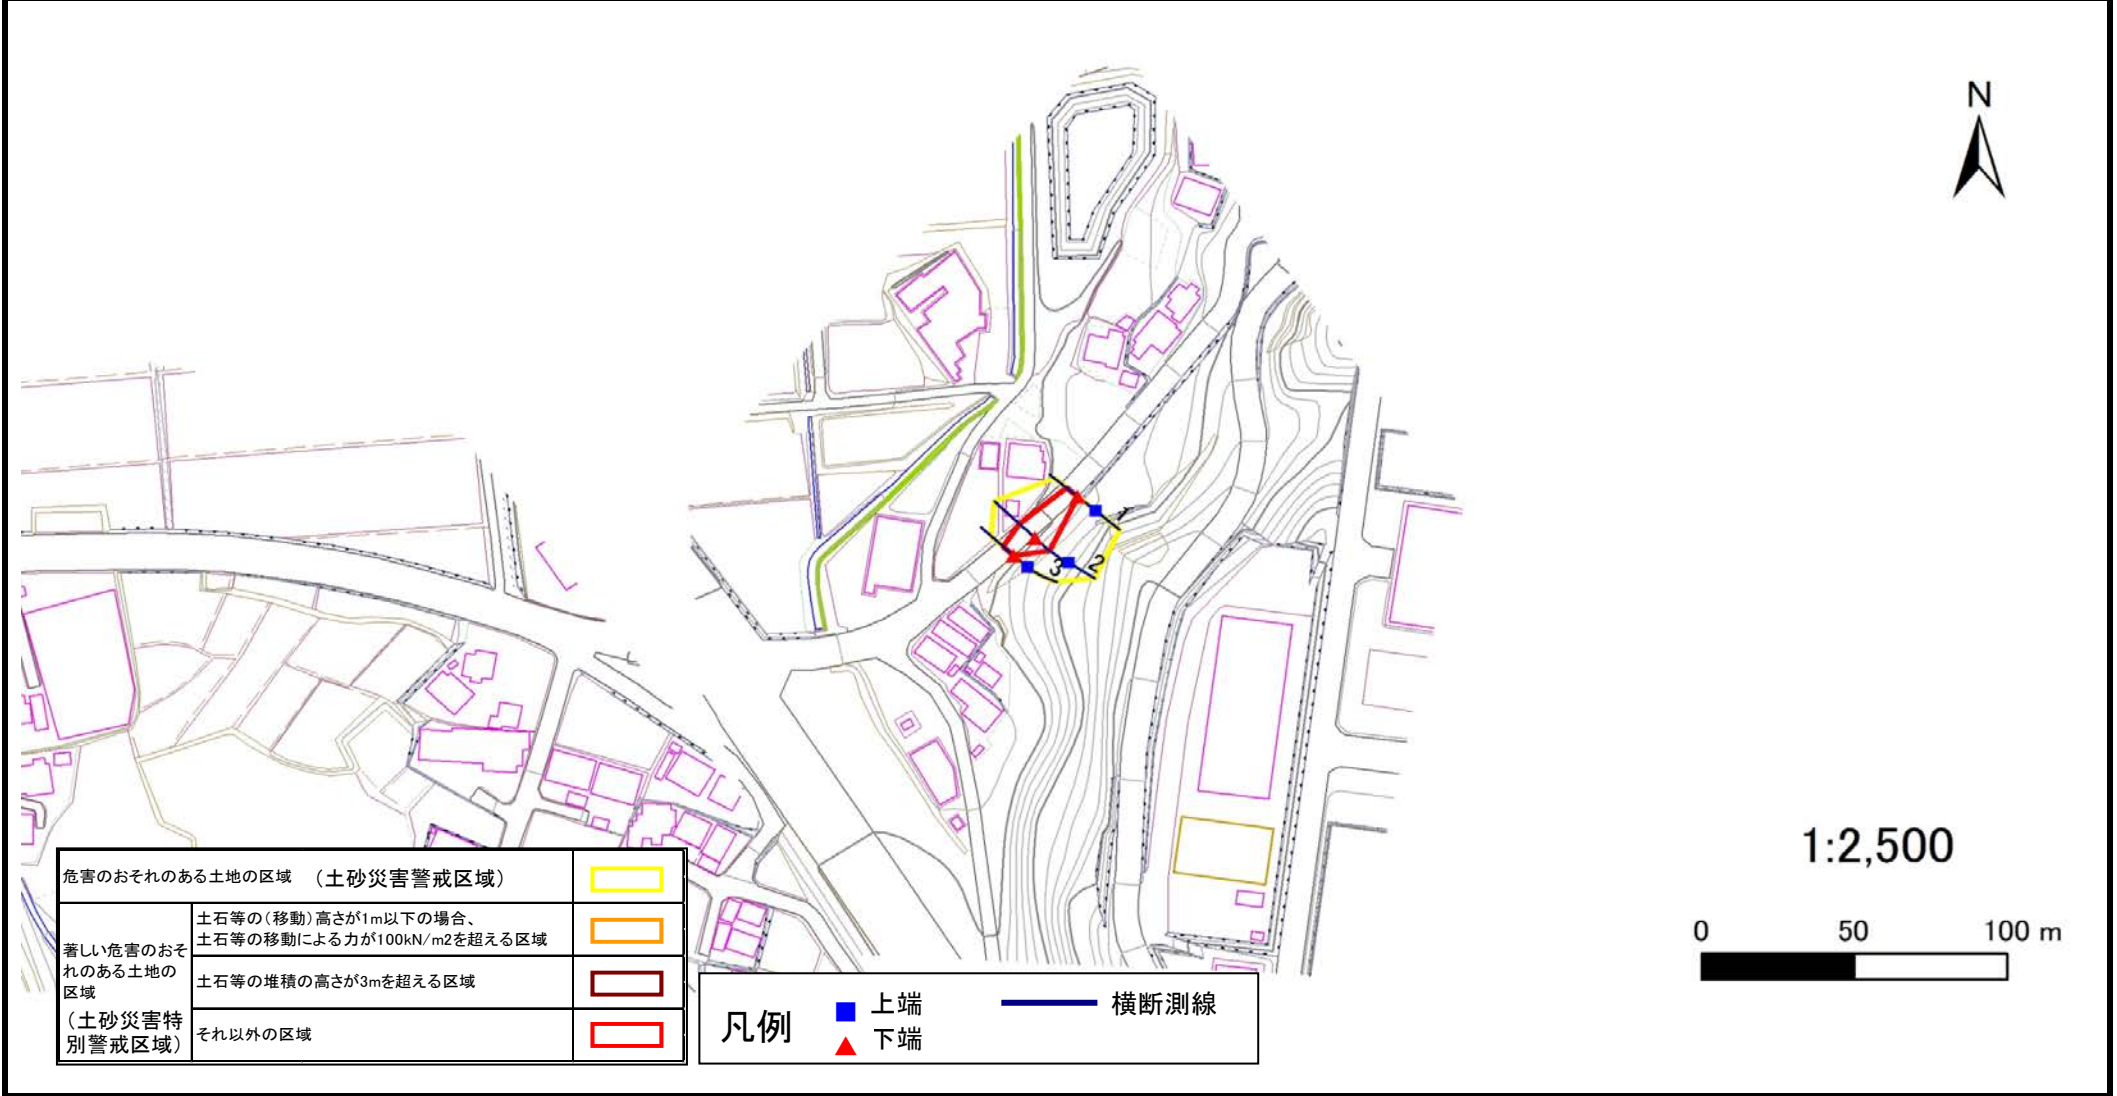 N
1
2
3
1:2,500
0 50 100 m
危害のおそれのある土地の区域 （土砂災害警戒区域）
著しい危害のおそ
れのある土地の
区域
（土砂災害特
別警戒区域）
土石等の（移動）高さが1m以下の場合、
土石等の移動による力が100kN/m2を超える区域
土石等の堆積の高さが3mを超える区域
それ以外の区域
凡例
上端
下端
横断測線